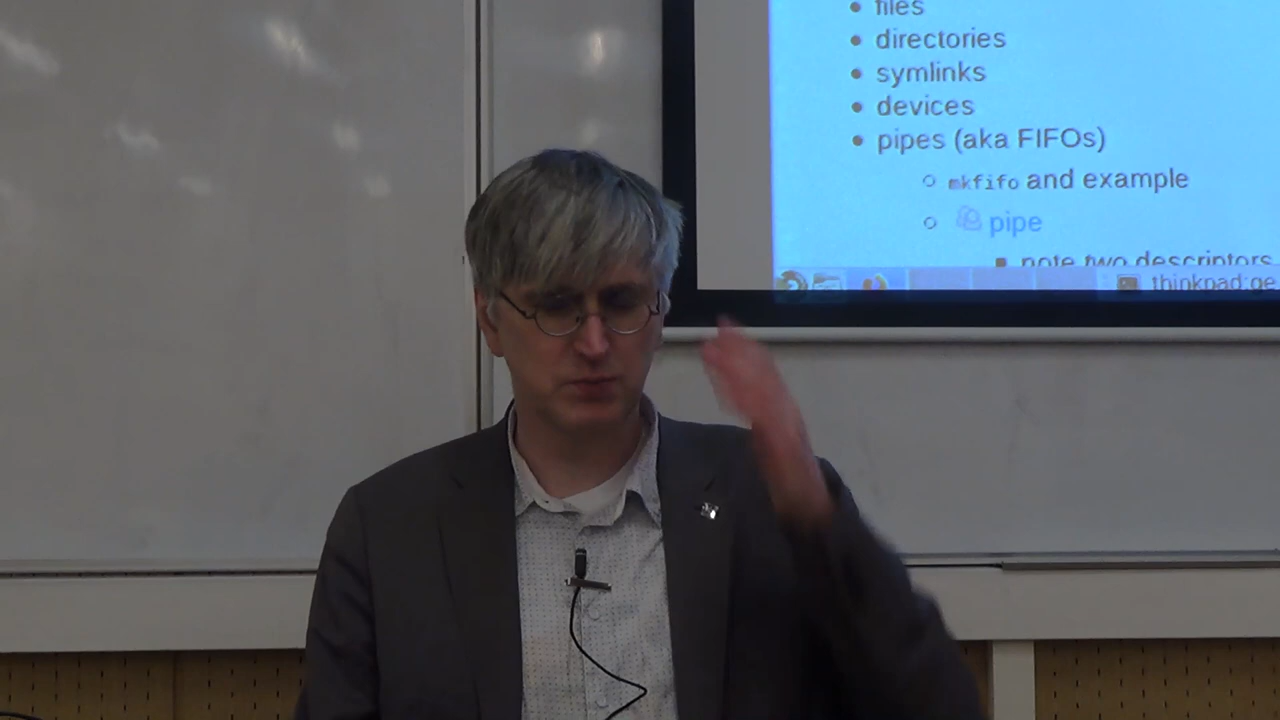 files
directories
symlinks
devices
pipes (aka FIFOs)
mkfifo and example
pipe
note two descriptors
thinkpad:ge